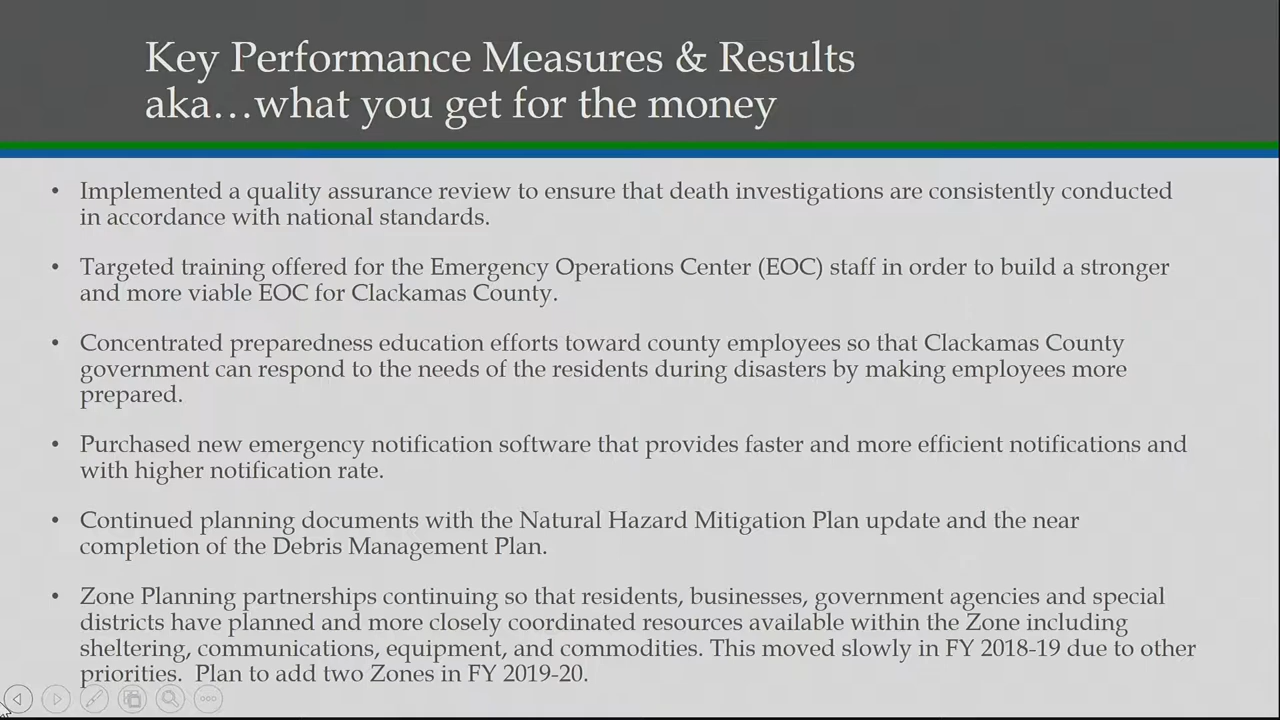 Key Performance Measures & Results
aka…what you get for the money
• Implemented a quality assurance review to ensure that death investigations are consistently conducted
in accordance with national standards.
• Targeted training offered for the Emergency Operations Center (EOC) staff in order to build a stronger
and more viable EOC for Clackamas County.
• Concentrated preparedness education efforts toward county employees so that Clackamas County
government can respond to the needs of the residents during disasters by making employees more
prepared.
• Purchased new emergency notification software that provides faster and more efficient notifications and
with higher notification rate.
• Continued planning documents with the Natural Hazard Mitigation Plan update and the near
completion of the Debris Management Plan.
• Zone Planning partnerships continuing so that residents, businesses, government agencies and special
districts have planned and more closely coordinated resources available within the Zone including
sheltering, communications, equipment, and commodities. This moved slowly in FY 2018-19 due to other
priorities.  Plan to add two Zones in FY 2019-20.